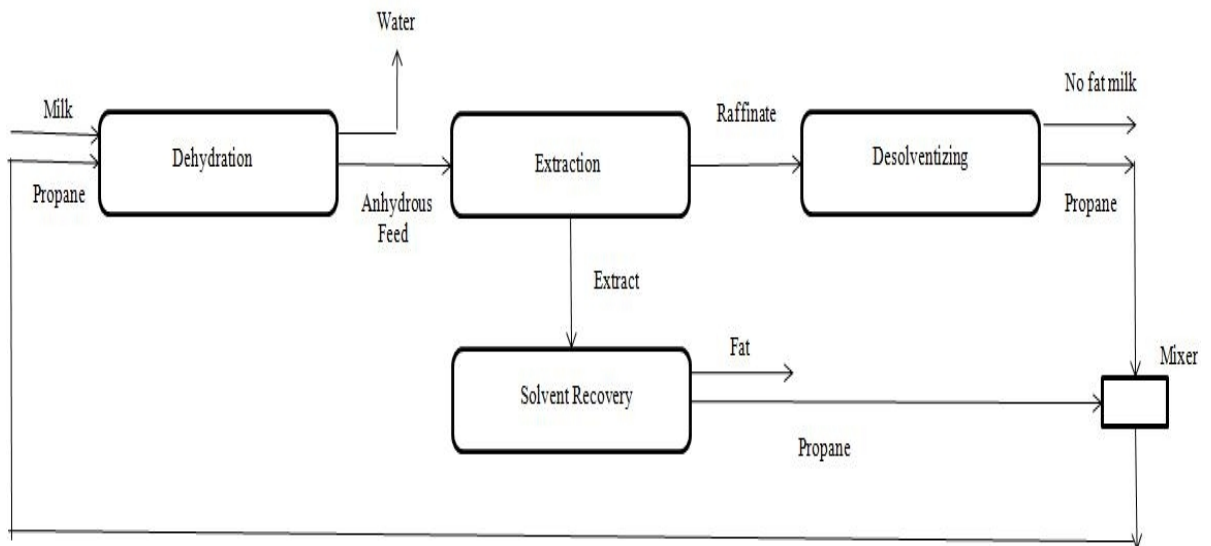 Water
Milk
No fat milk
Raffinate
Dehydration
Extraction
Desolventizing
Propane
Anhydrous
Feed
Propane
Extract
Fat
Mixer
Solvent Recovery
Propane